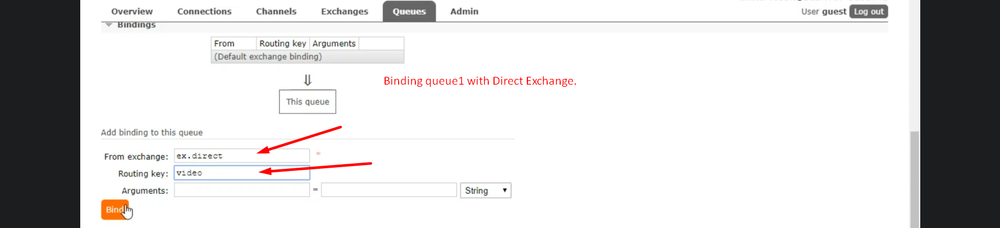 Overview Connections Channels Exchanges Queues Admin User guest Log out
Bindings
From Routing key Arguments
(Default exchange binding)
⇓
Binding queue1 with Direct Exchange.
This queue
Add binding to this queue
From exchange: ex.direct *
Routing key: video
Arguments: = String ▼
Bind